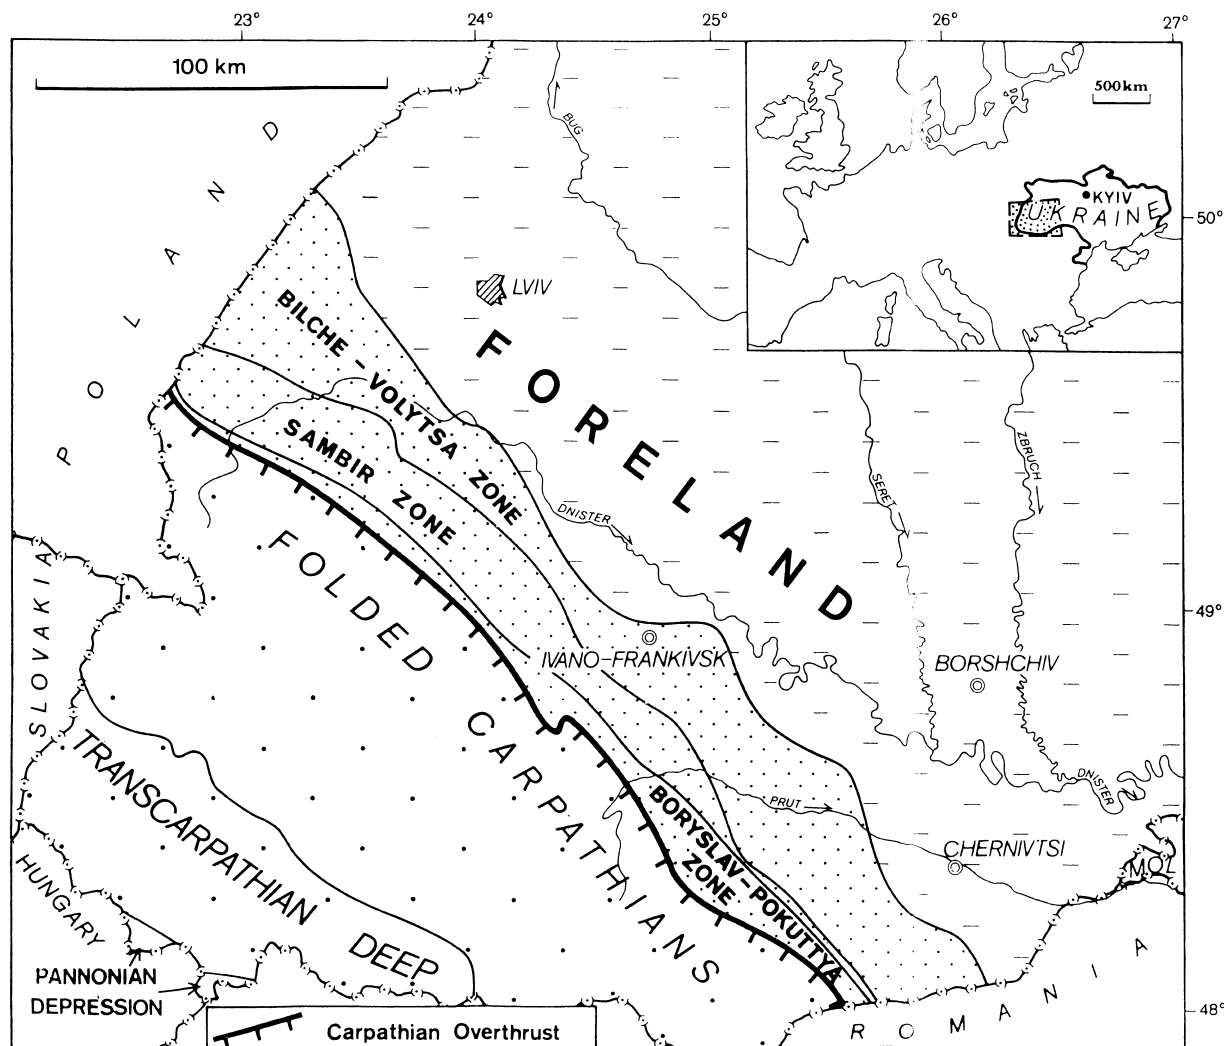 23°
24°
25°
26°
27°
100 km
500km
BUG
POLAND
KYIV
UKRAINE
50°
LVIV
BILCHE – VOLYTSA ZONE
FORELAND
SAMBIR ZONE
DNISTER
SERET
ZBRUCH
FOLDED CARPATHIANS
SLOVAKIA
49°
IVANO–FRANKIVSK
BORSHCHIV
TRANSCARPATHIAN DEEP
DNISTER
PRUT
BORYSLAV–POKUTTYA
ZONE
CHERNIVTSI
MOL
HUNGARY
PANNONIAN
DEPRESSION
ROMANIA
48°
Carpathian Overthrust